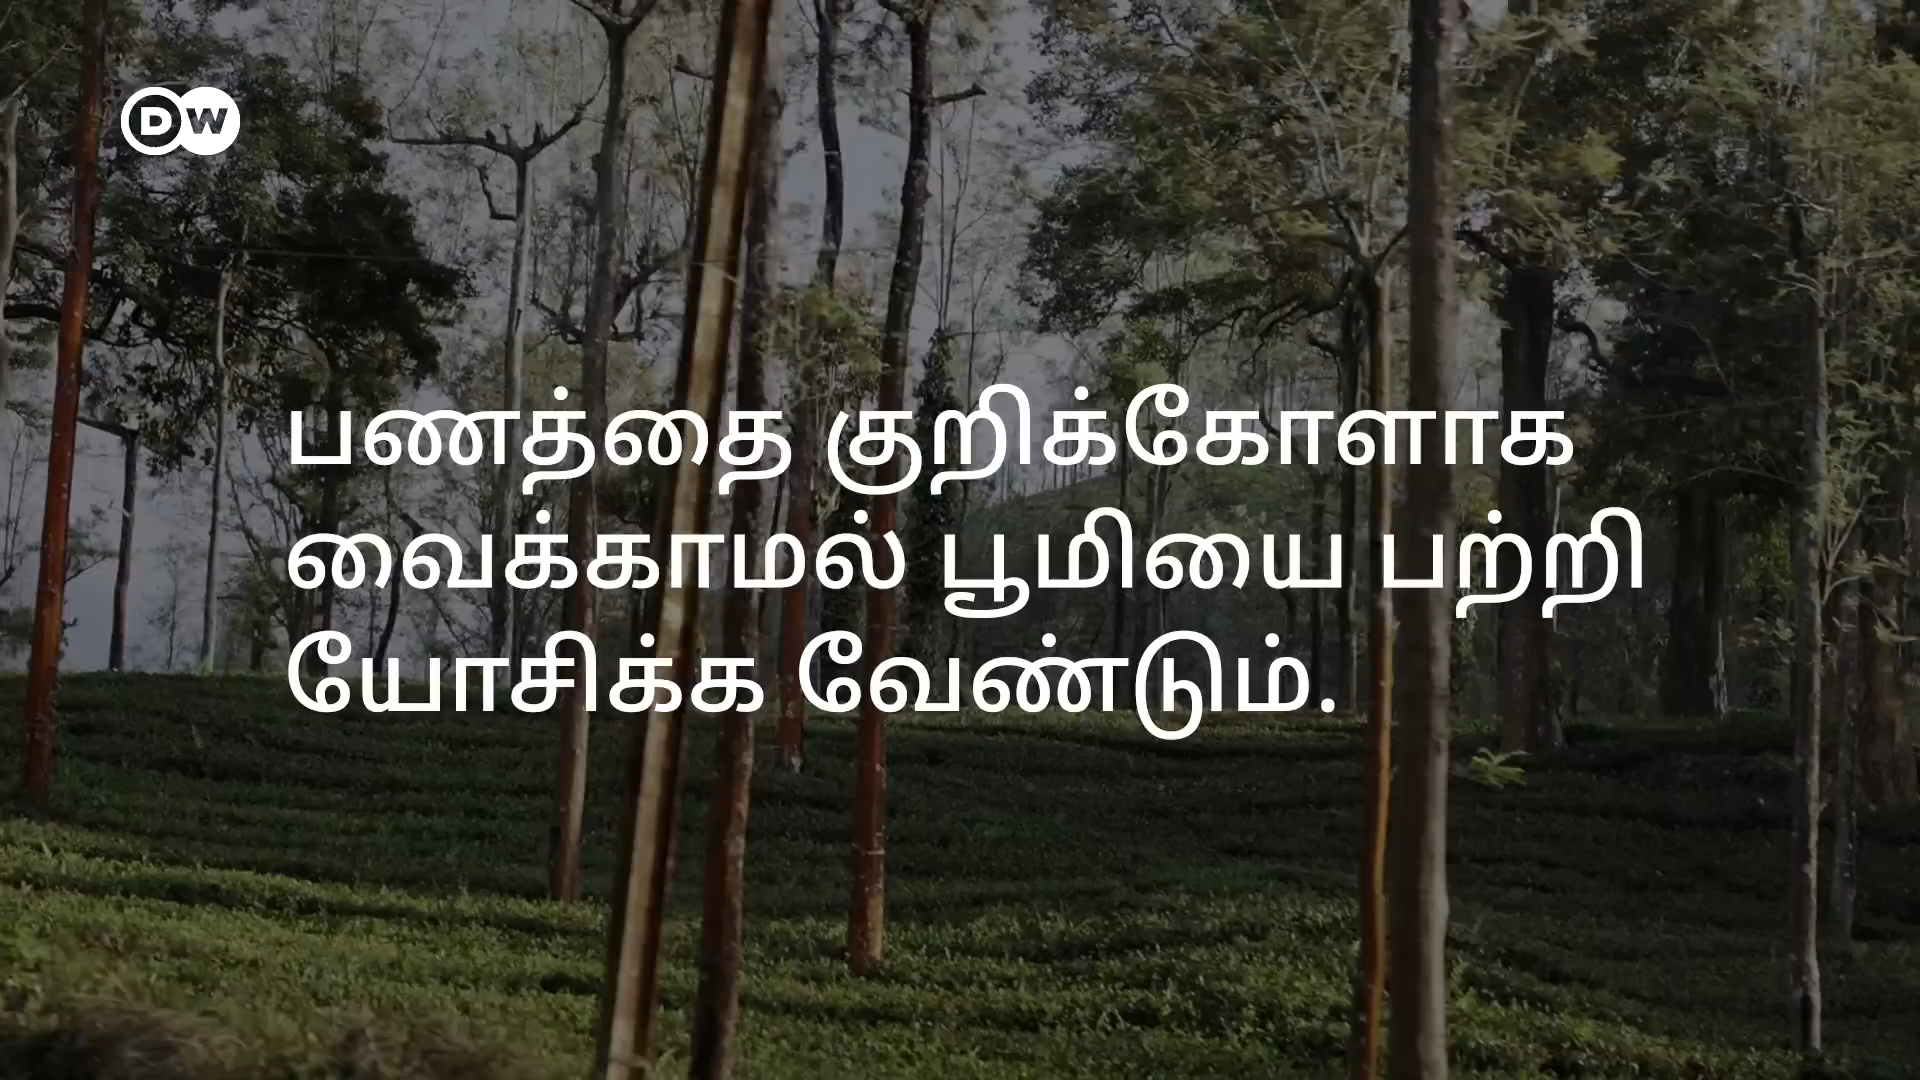 DW
பணத்தை குறிக்கோளாக
வைக்காமல் பூமியை பற்றி
யோசிக்க வேண்டும்.